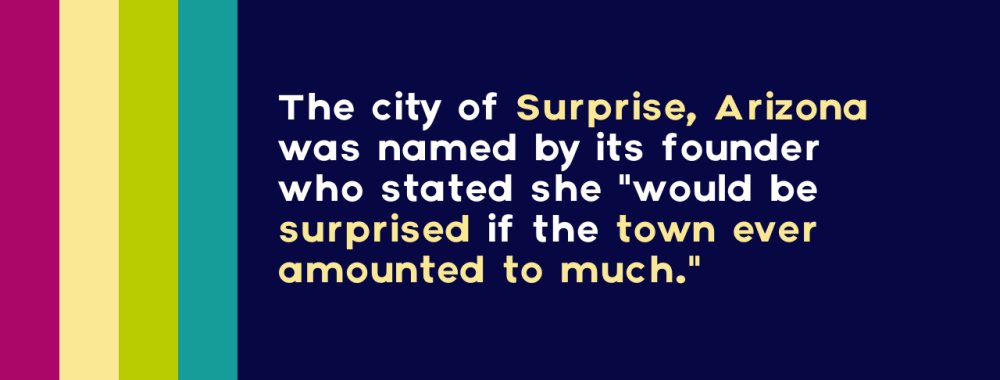 The city of Surprise, Arizona
was named by its founder
who stated she "would be
surprised if the town ever
amounted to much."